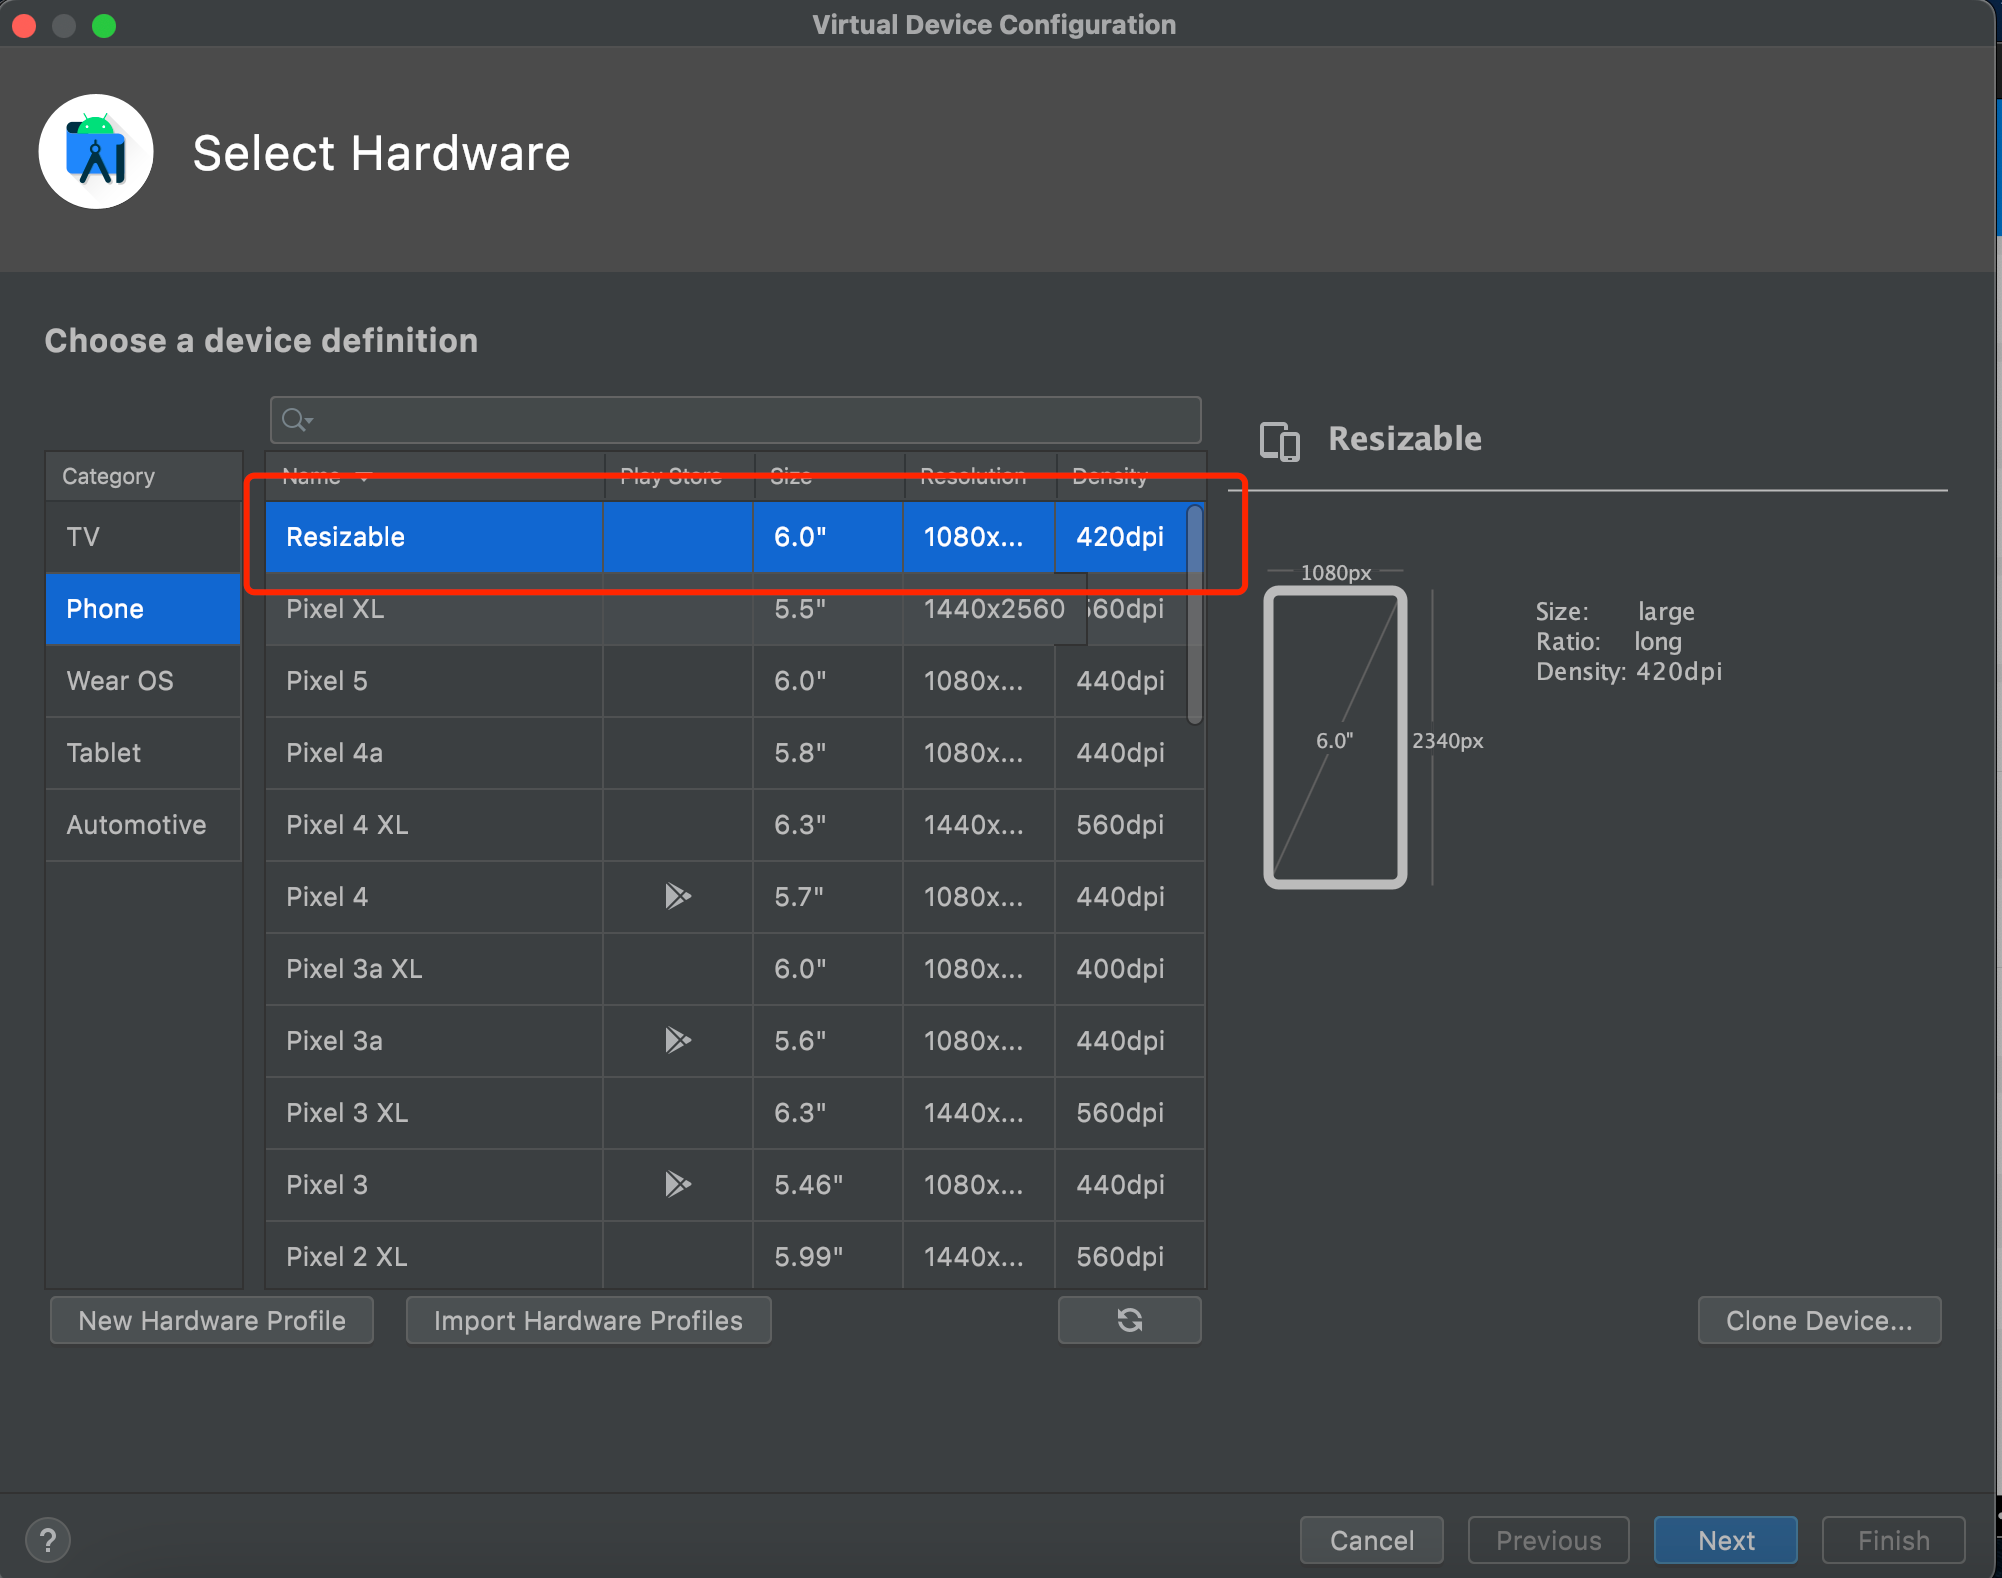 Virtual Device Configuration
Select Hardware
Choose a device definition
Resizable
Category
Name Play Store Size Resolution Density
TV
Resizable 6.0" 1080x... 420dpi
Phone
Pixel XL 5.5" 1440x2560 560dpi
Wear OS
Pixel 5 6.0" 1080x... 440dpi
Tablet
Pixel 4a 5.8" 1080x... 440dpi
Automotive
Pixel 4 XL 6.3" 1440x... 560dpi
Pixel 4 5.7" 1080x... 440dpi
Pixel 3a XL 6.0" 1080x... 400dpi
Pixel 3a 5.6" 1080x... 440dpi
Pixel 3 XL 6.3" 1440x... 560dpi
Pixel 3 5.46" 1080x... 440dpi
Pixel 2 XL 5.99" 1440x... 560dpi
1080px
6.0"
2340px
Size: large
Ratio: long
Density: 420dpi
New Hardware Profile
Import Hardware Profiles
Clone Device...
?
Cancel
Previous
Next
Finish